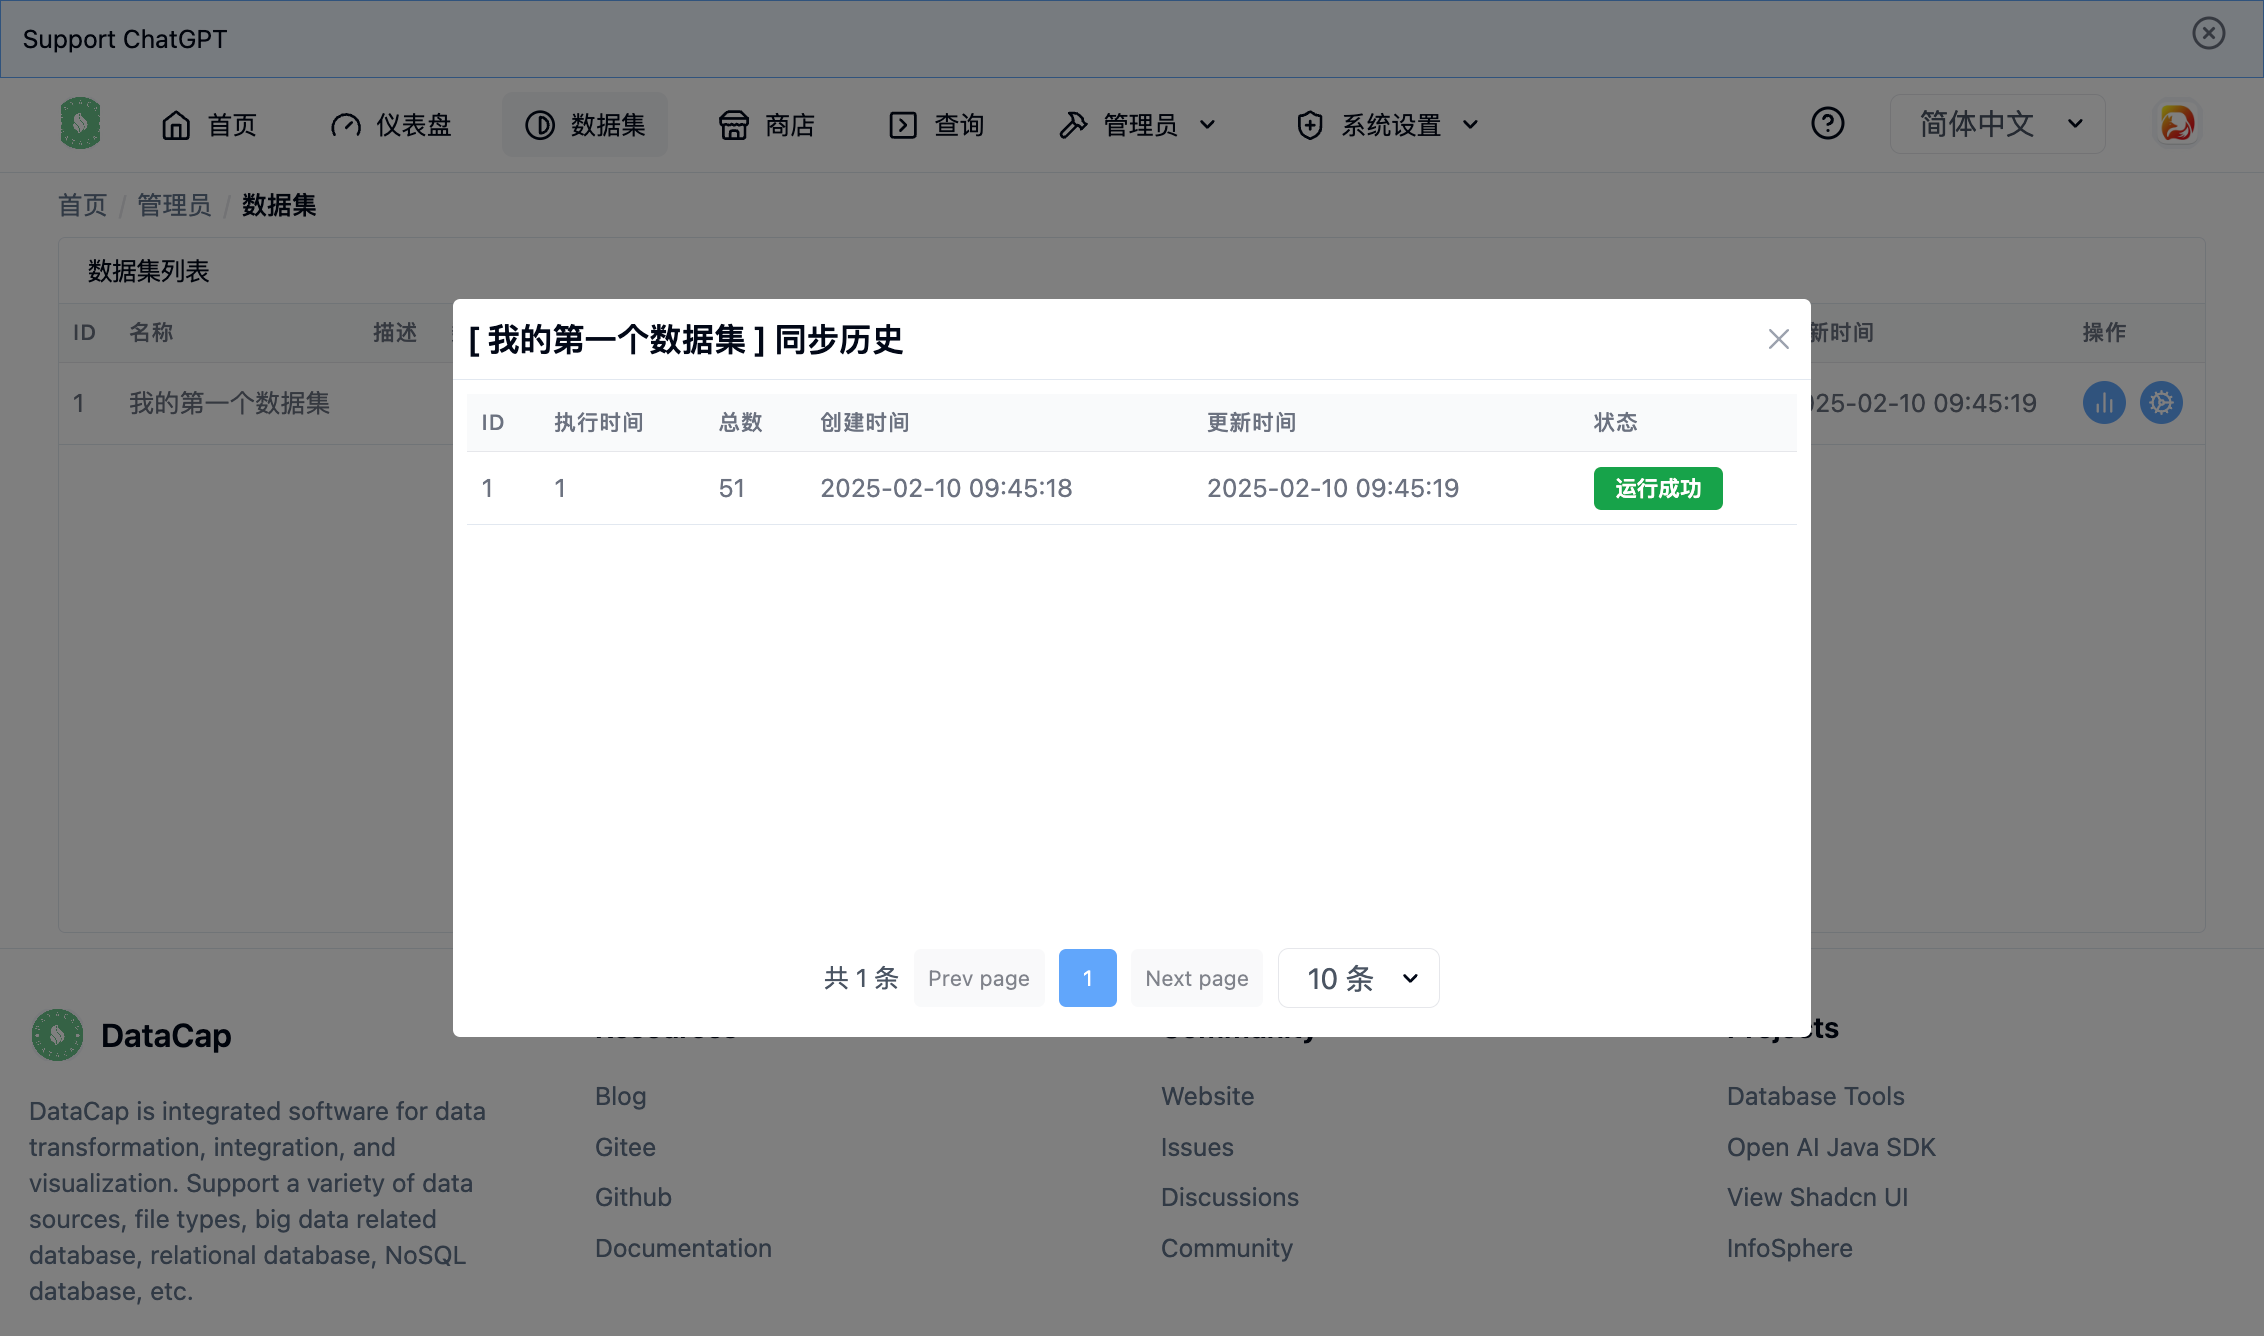 Support ChatGPT
首页 仪表盘 数据集 商店 查询 管理员 系统设置 简体中文
首页 / 管理员 / 数据集
数据集列表
ID 名称 描述 新时间 操作
1 我的第一个数据集 25-02-10 09:45:19
[ 我的第一个数据集 ] 同步历史
ID 执行时间 总数 创建时间 更新时间 状态
1 1 51 2025-02-10 09:45:18 2025-02-10 09:45:19 运行成功
共 1 条 Prev page 1 Next page 10 条
DataCap
DataCap is integrated software for data
transformation, integration, and
visualization. Support a variety of data
sources, file types, big data related
database, relational database, NoSQL
database, etc.
Resources
Blog
Gitee
Github
Documentation
Community
Website
Issues
Discussions
Community
Projects
Database Tools
Open AI Java SDK
View Shadcn UI
InfoSphere